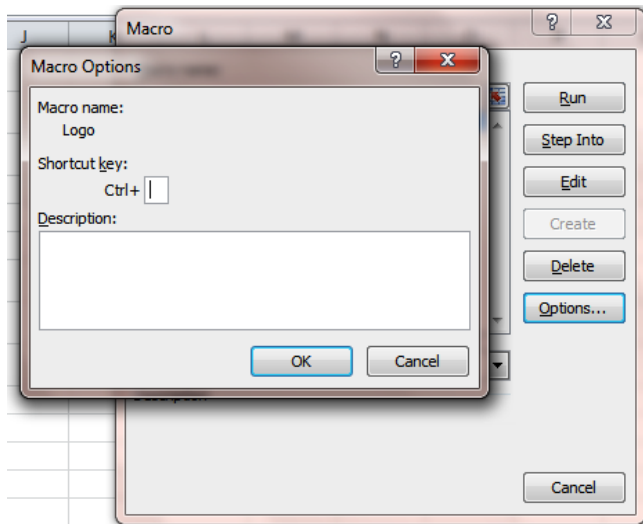 J
K
Macro
Macro Options
Macro name:
Logo
Shortcut key:
Ctrl+
Description:
OK
Cancel
Run
Step Into
Edit
Create
Delete
Options...
Cancel